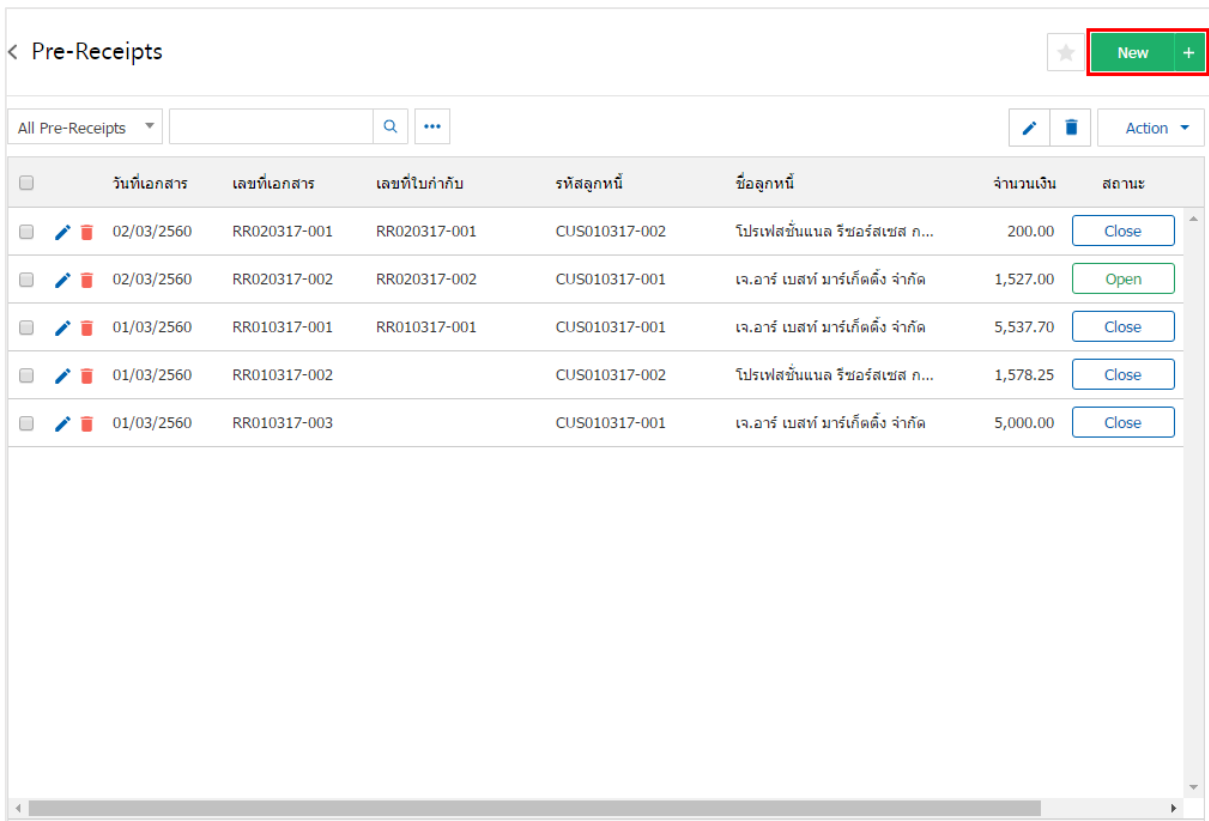 Pre-Receipts
New +
All Pre-Receipts
Action
วันที่เอกสาร เลขที่เอกสาร เลขที่ใบกำกับ รหัสลูกหนี้ ชื่อลูกหนี้ จำนวนเงิน สถานะ
02/03/2560 RR020317-001 RR020317-001 CUS010317-002 โปรเฟสชั่นแนล รีซอร์สเซส ก... 200.00 Close
02/03/2560 RR020317-002 RR020317-002 CUS010317-001 เจ.อาร์ เบสท์ มาร์เก็ตติ้ง จำกัด 1,527.00 Open
01/03/2560 RR010317-001 RR010317-001 CUS010317-001 เจ.อาร์ เบสท์ มาร์เก็ตติ้ง จำกัด 5,537.70 Close
01/03/2560 RR010317-002 CUS010317-002 โปรเฟสชั่นแนล รีซอร์สเซส ก... 1,578.25 Close
01/03/2560 RR010317-003 CUS010317-001 เจ.อาร์ เบสท์ มาร์เก็ตติ้ง จำกัด 5,000.00 Close